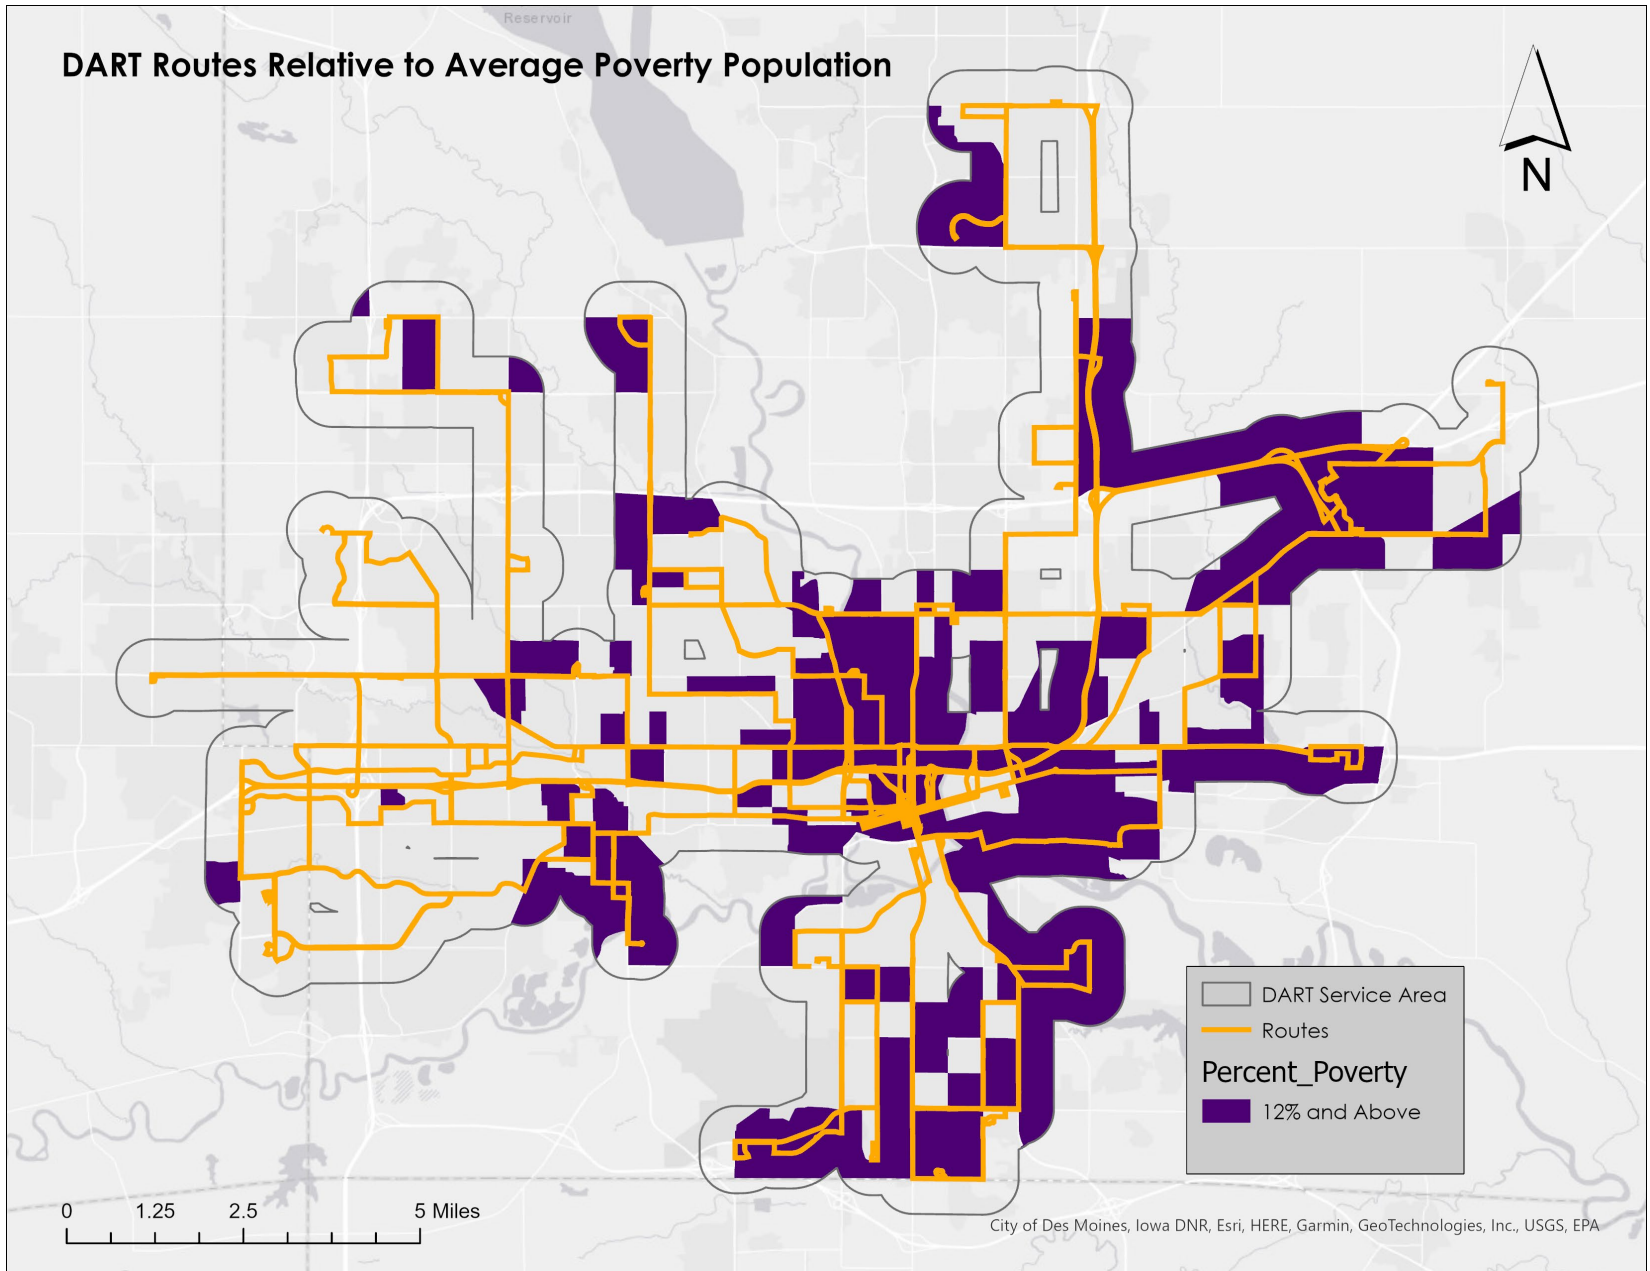 Reservoir
DART Routes Relative to Average Poverty Population
N
DART Service Area
Routes
Percent_Poverty
12% and Above
0 1.25 2.5 5 Miles
City of Des Moines, Iowa DNR, Esri, HERE, Garmin, GeoTechnologies, Inc., USGS, EPA